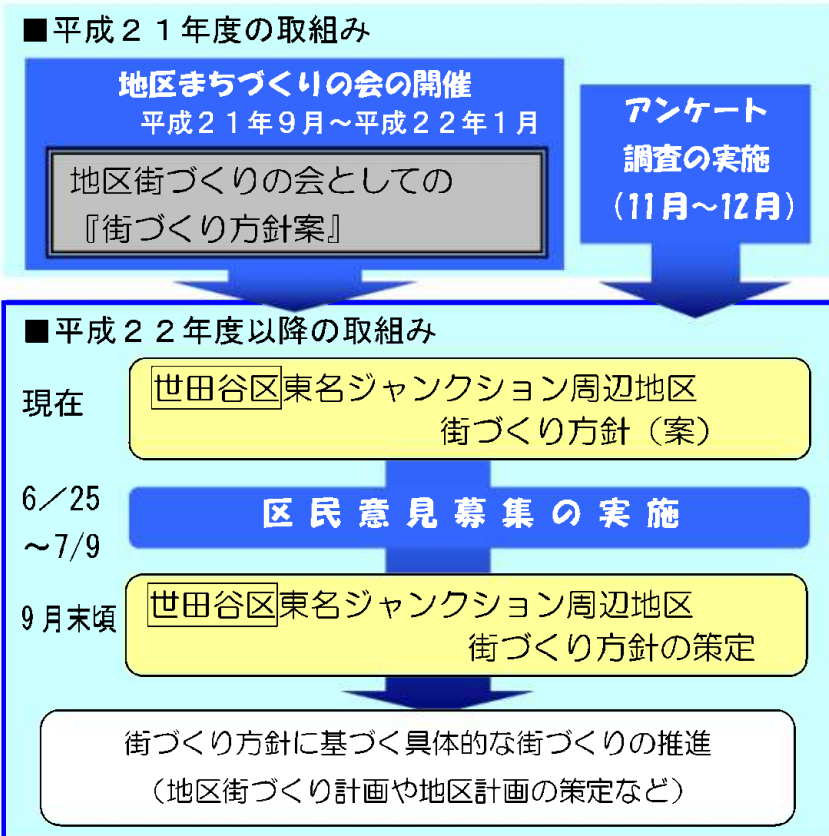 ■平成２１年度の取組み
地区まちづくりの会の開催
平成２１年９月～平成２２年１月
地区街づくりの会としての
『街づくり方針案』
アンケート
調査の実施
（11月～12月）
■平成２２年度以降の取組み
現在
世田谷区東名ジャンクション周辺地区
街づくり方針（案）
6／25
～7/9
区民意見募集の実施
9月末頃
世田谷区東名ジャンクション周辺地区
街づくり方針の策定
街づくり方針に基づく具体的な街づくりの推進
（地区街づくり計画や地区計画の策定など）